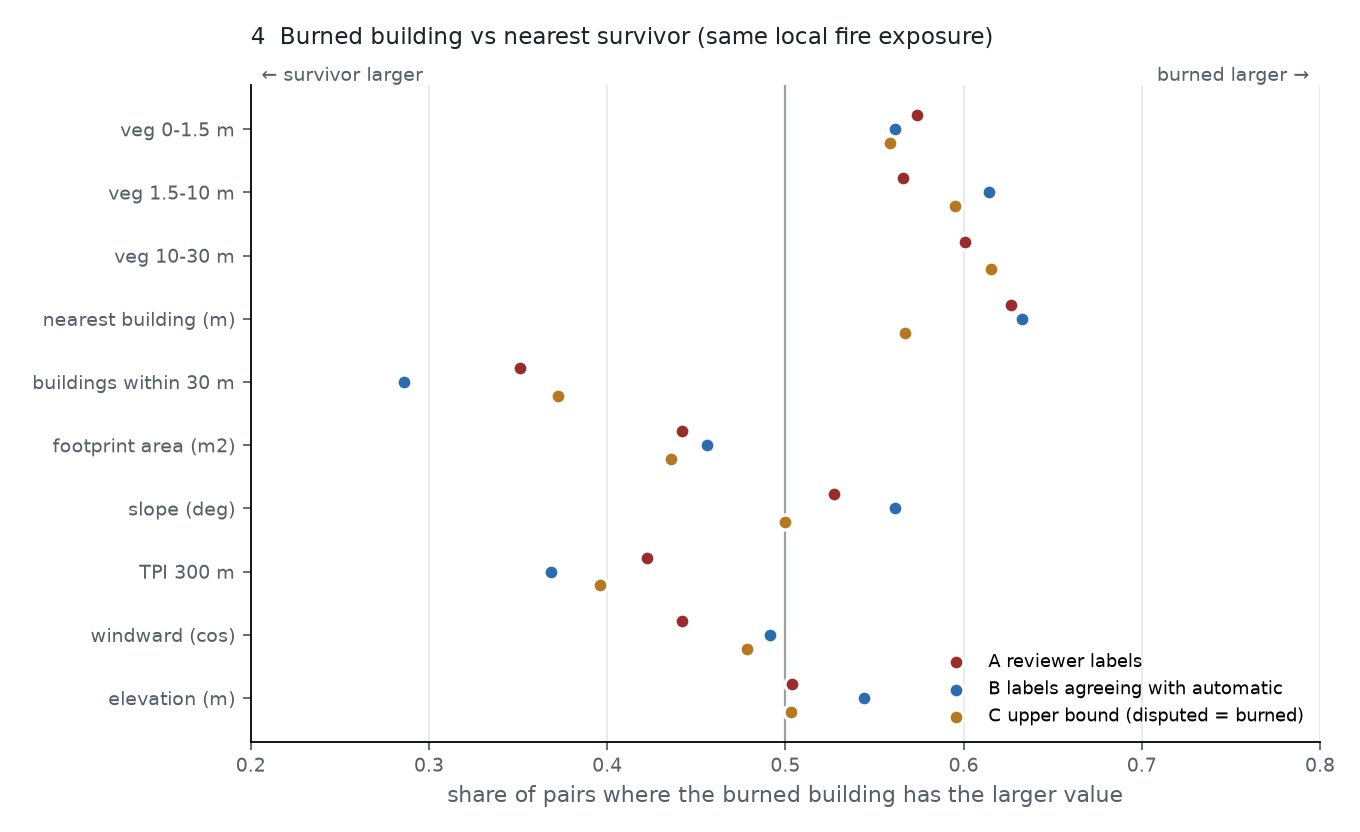 4  Burned building vs nearest survivor (same local fire exposure)
← survivor larger
burned larger →
veg 0-1.5 m
veg 1.5-10 m
veg 10-30 m
nearest building (m)
buildings within 30 m
footprint area (m2)
slope (deg)
TPI 300 m
windward (cos)
elevation (m)
A reviewer labels
B labels agreeing with automatic
C upper bound (disputed = burned)
0.2 0.3 0.4 0.5 0.6 0.7 0.8
share of pairs where the burned building has the larger value